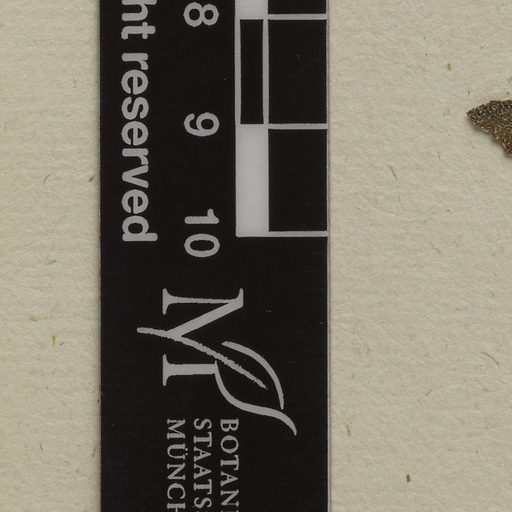 ht reserved
8
9
10
M
BOTAN
STAATS
MÜNCH